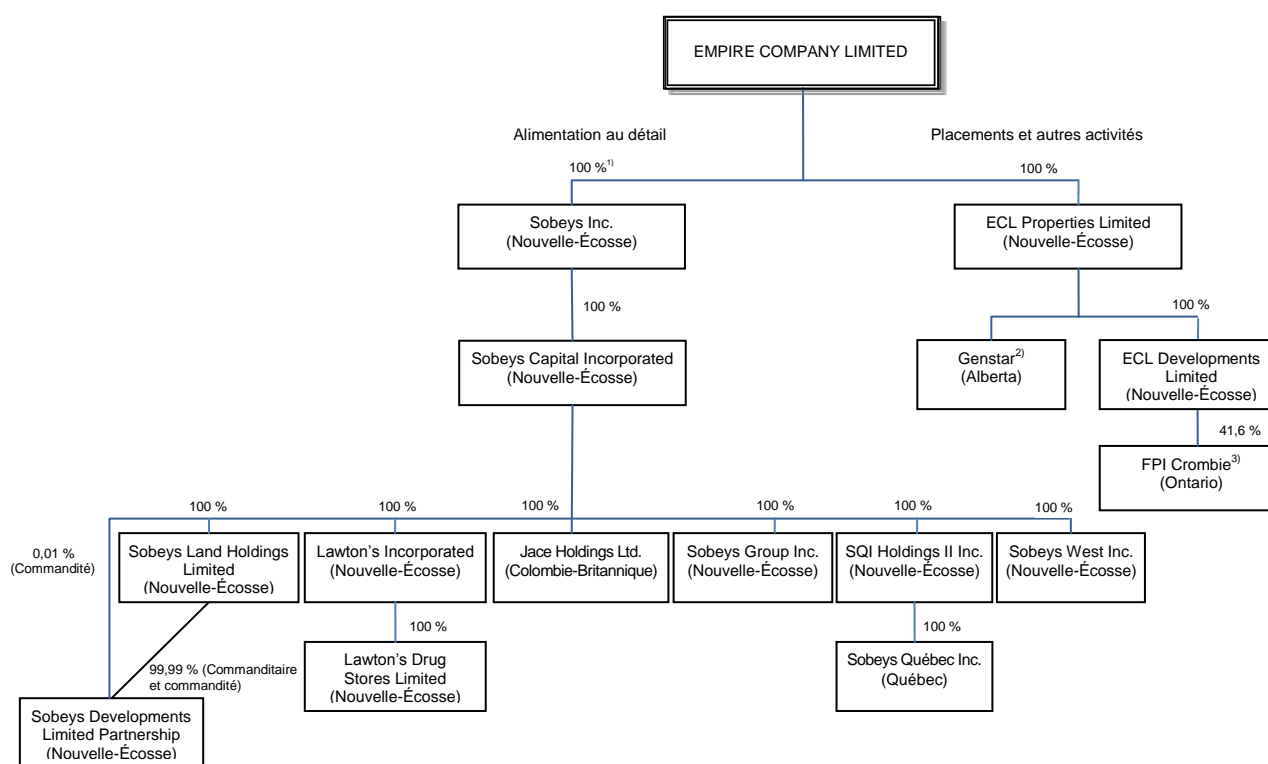 EMPIRE COMPANY LIMITED
Alimentation au détail
Placements et autres activités
100 %1)
100 %
Sobeys Inc.
(Nouvelle-Écosse)
ECL Properties Limited
(Nouvelle-Écosse)
100 %
100 %
Sobeys Capital Incorporated
(Nouvelle-Écosse)
Genstar2)
(Alberta)
ECL Developments
Limited
(Nouvelle-Écosse)
41,6 %
FPI Crombie3)
(Ontario)
100 %
100 %
100 %
100 %
100 %
100 %
0,01 %
(Commandité)
Sobeys Land Holdings
Limited
(Nouvelle-Écosse)
Lawton's Incorporated
(Nouvelle-Écosse)
Jace Holdings Ltd.
(Colombie-Britannique)
Sobeys Group Inc.
(Nouvelle-Écosse)
SQI Holdings II Inc.
(Nouvelle-Écosse)
Sobeys West Inc.
(Nouvelle-Écosse)
100 %
100 %
99,99 % (Commanditaire
et commandité)
Lawton's Drug
Stores Limited
(Nouvelle-Écosse)
Sobeys Québec Inc.
(Québec)
Sobeys Developments
Limited Partnership
(Nouvelle-Écosse)